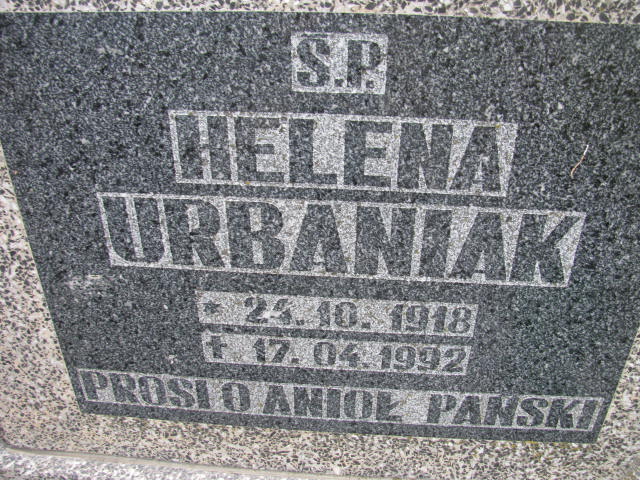 S.P.
HELENA
URBANIAK
* 24.10.1918
† 17.04.1992
PROSI O ANIOŁ PAŃSKI